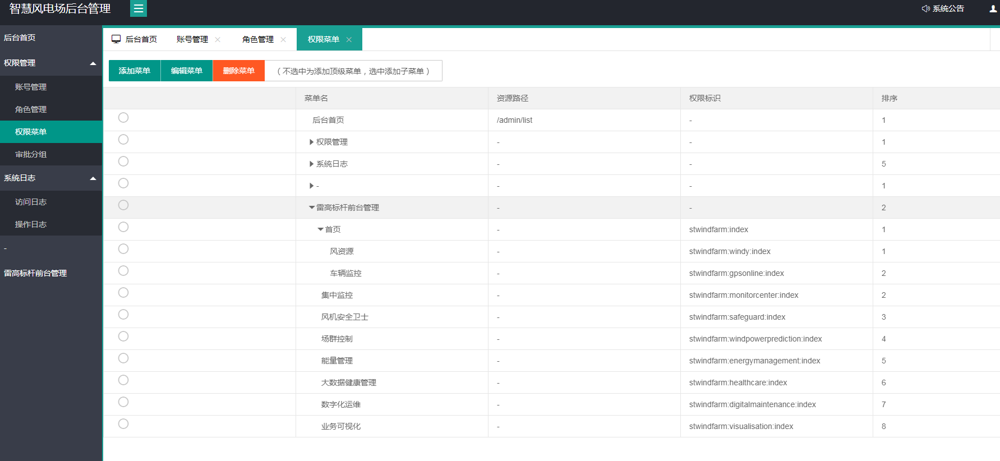 智慧风电场后台管理
系统公告
后台首页
权限管理
账号管理
角色管理
权限菜单
审批分组
系统日志
访问日志
操作日志
-
雷高标杆前台管理
后台首页 账号管理 角色管理 权限菜单
添加菜单 编辑菜单 删除菜单 （不选中为添加顶级菜单，选中添加子菜单）
菜单名 资源路径 权限标识 排序
后台首页 /admin/list - 1
权限管理 - - 1
系统日志 - - 5
- - - 1
雷高标杆前台管理 - - 2
首页 - stwindfarm:index 1
风资源 - stwindfarm:windy:index 1
车辆监控 - stwindfarm:gpsonline:index 2
集中监控 - stwindfarm:monitorcenter:index 2
风机安全卫士 - stwindfarm:safeguard:index 3
场群控制 - stwindfarm:windpowerprediction:index 4
能量管理 - stwindfarm:energymanagement:index 5
大数据健康管理 - stwindfarm:healthcare:index 6
数字化运维 - stwindfarm:digitalmaintenance:index 7
业务可视化 - stwindfarm:visualisation:index 8